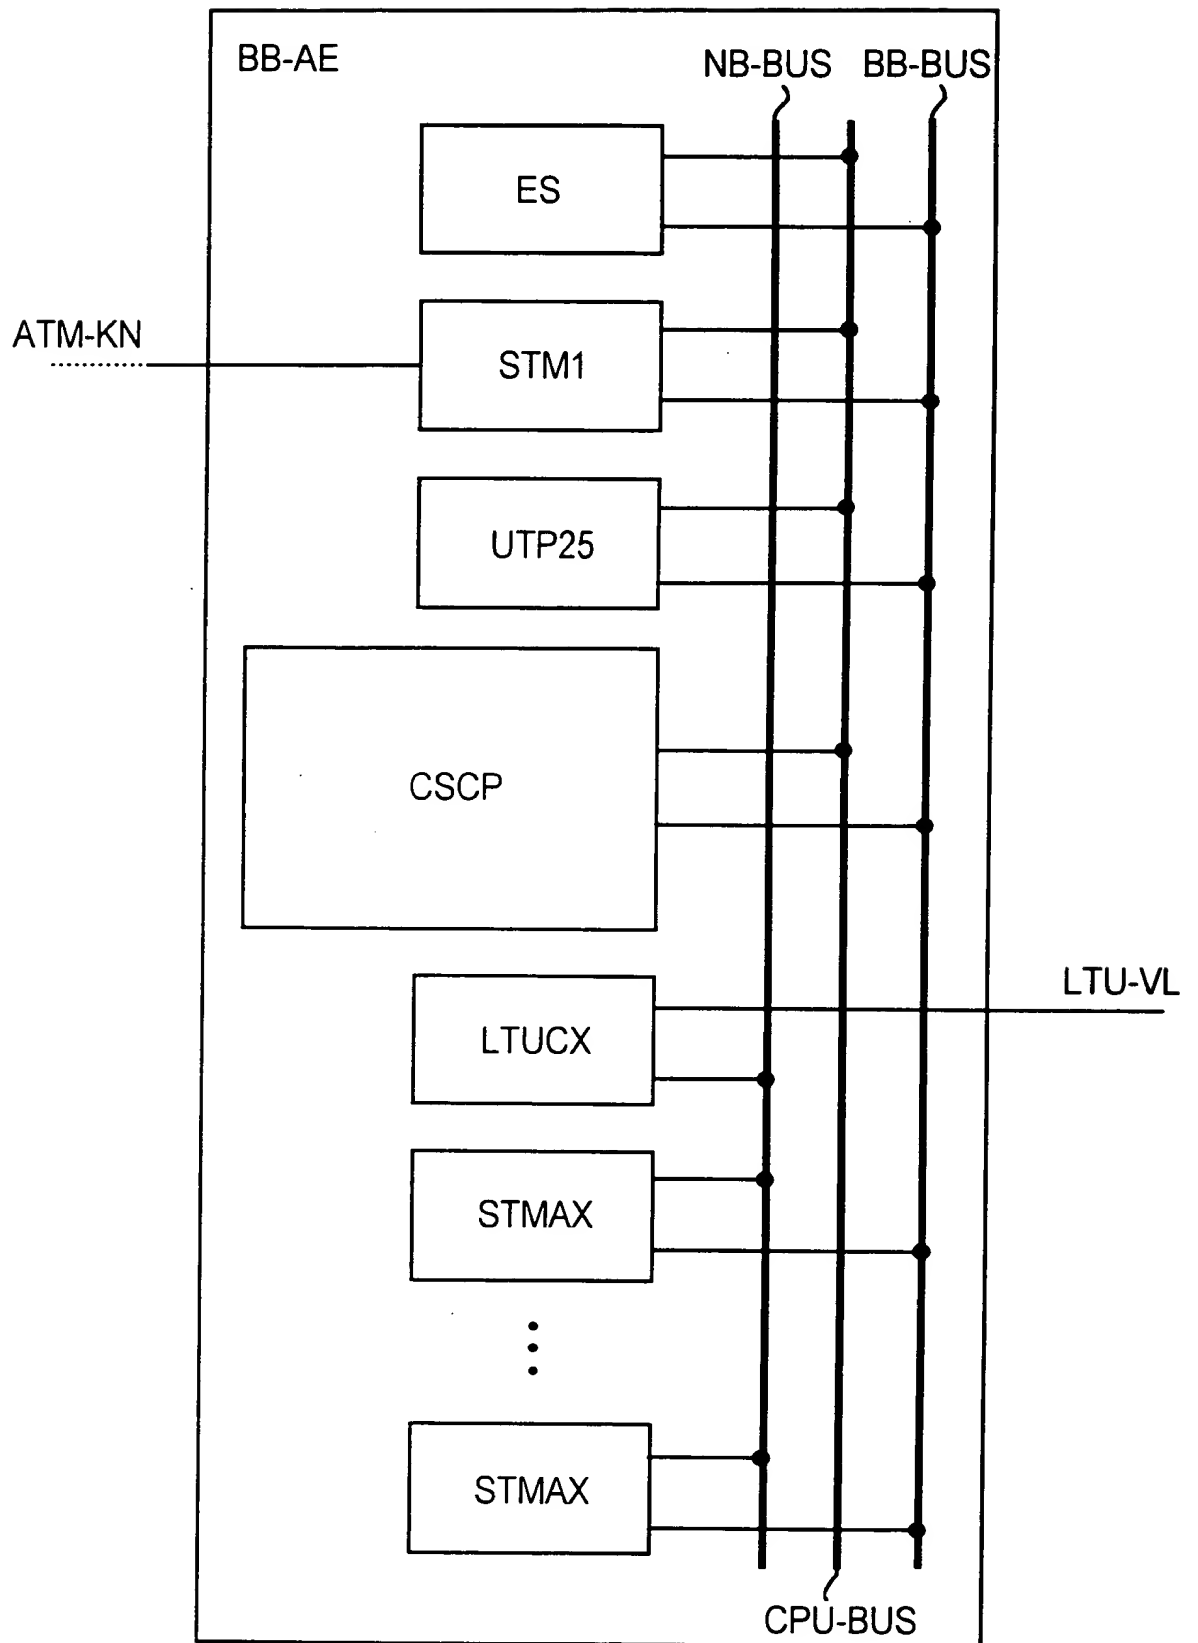 BB-AE
NB-BUS
BB-BUS
ES
ATM-KN
STM1
UTP25
CSCP
LTU-VL
LTUCX
STMAX
STMAX
CPU-BUS